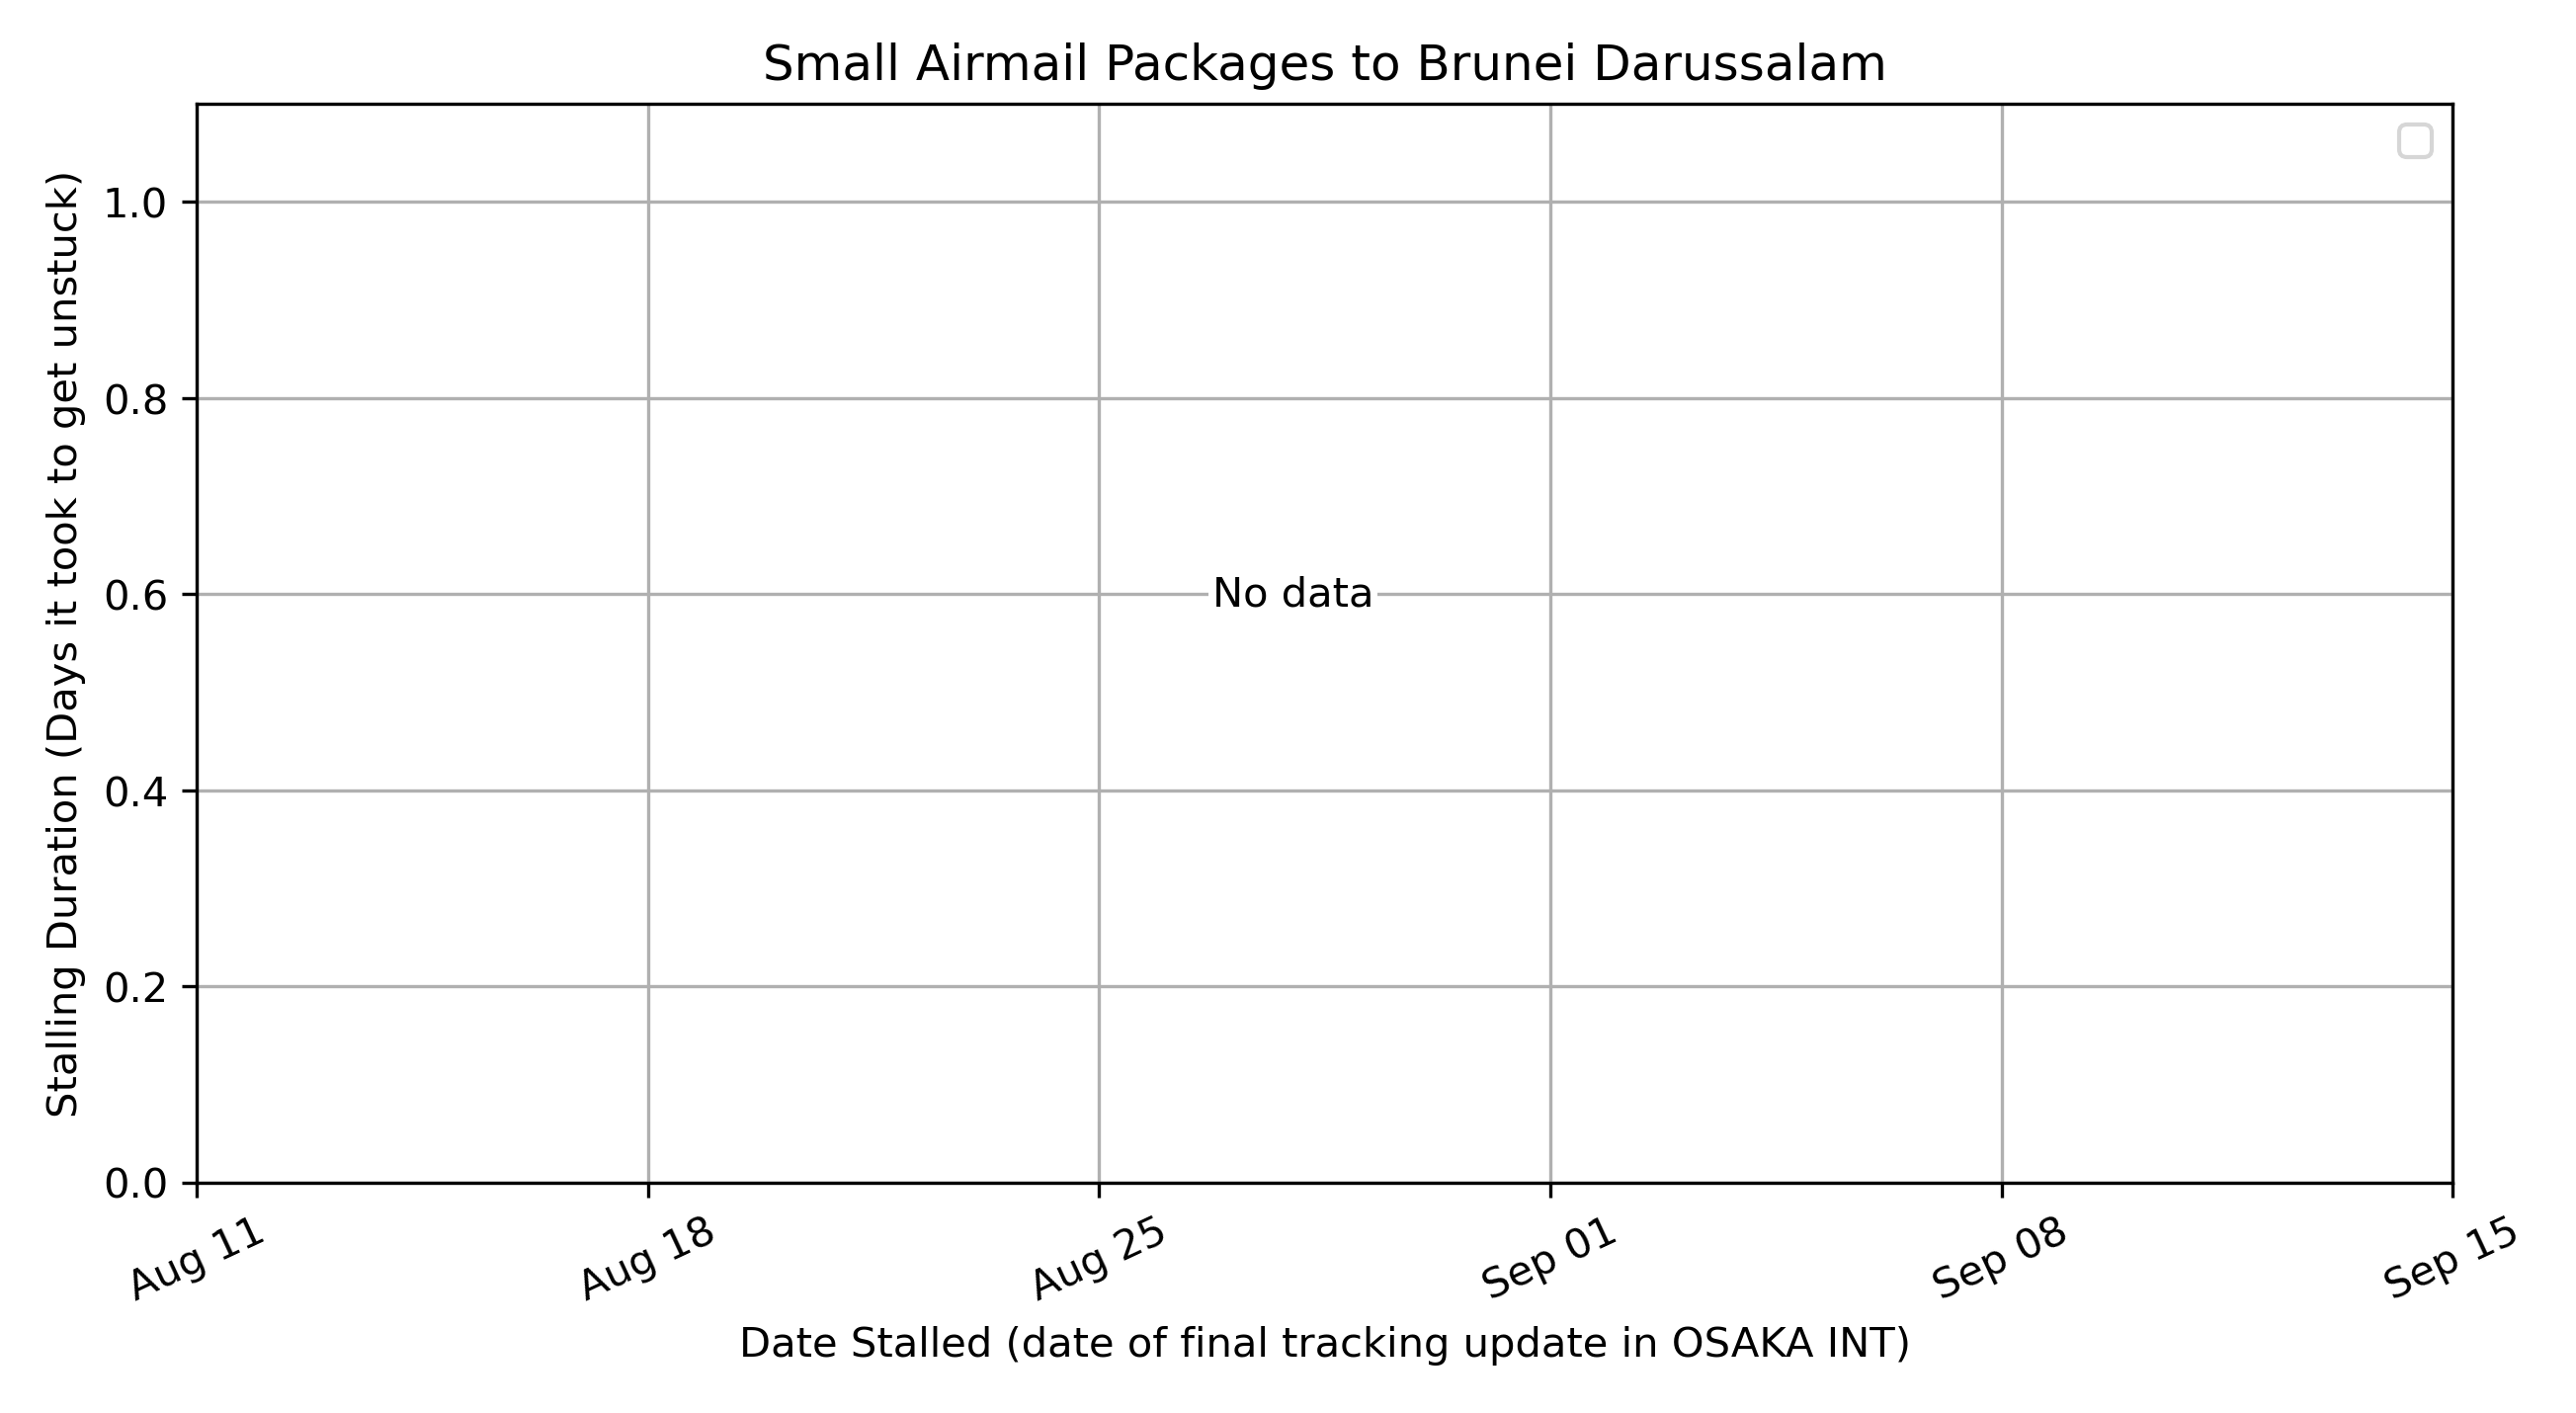 Small Airmail Packages to Brunei Darussalam
Stalling Duration (Days it took to get unstuck)
1.0
0.8
0.6
0.4
0.2
0.0
No data
Aug 11
Aug 18
Aug 25
Sep 01
Sep 08
Sep 15
Date Stalled (date of final tracking update in OSAKA INT)